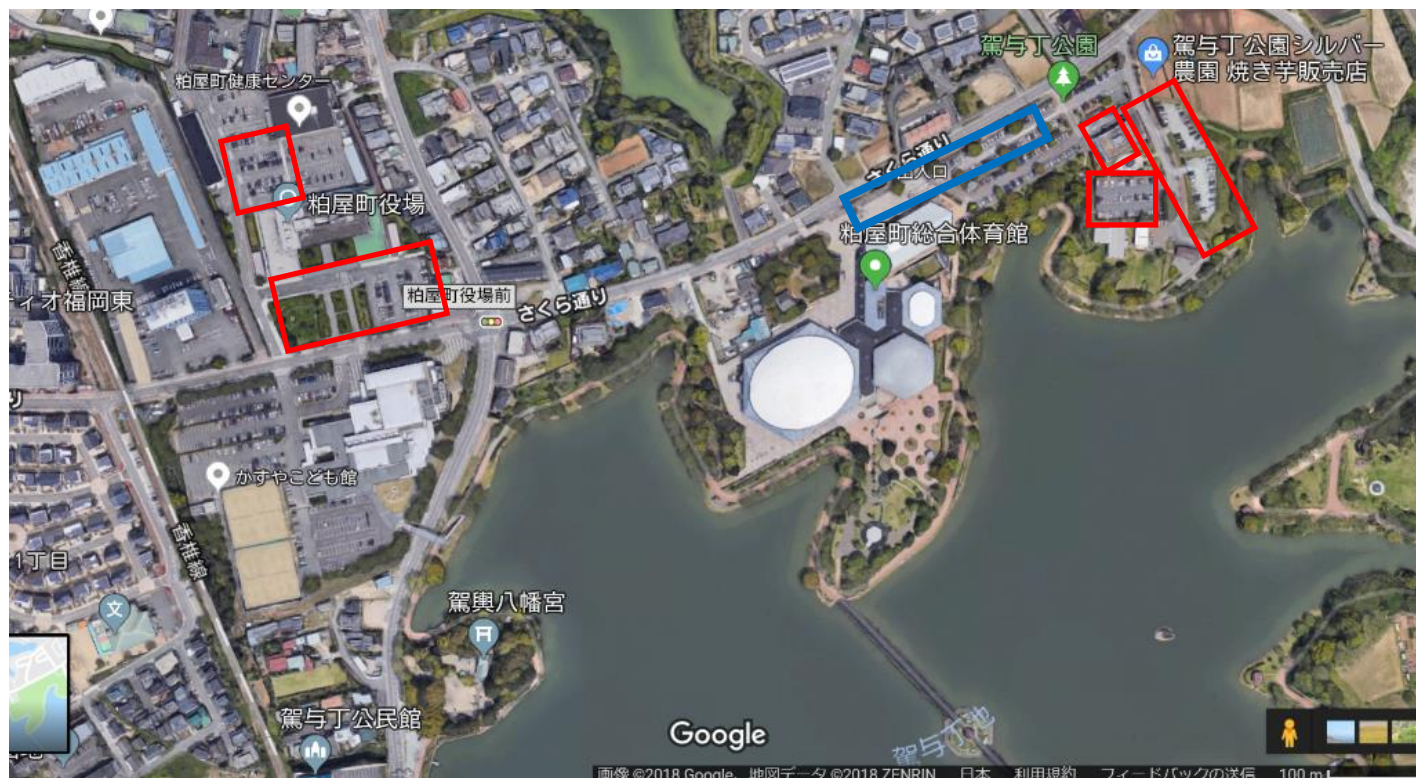 駕与丁公園
駕与丁公園シルバー
農園 焼き芋販売店
粕屋町健康センター
さくら通り
出入口
粕屋町役場
粕屋町総合体育館
香椎線
ィオ福岡東
粕屋町役場前
さくら通り
り
かすやこども館
香椎線
1丁目
文
駕輿八幡宮
駕与丁公民館
Google
駕与丁池
画像 ©2018 Google、地図データ ©2018 ZENRIN 日本 利用規約 フィードバックの送信 100 m